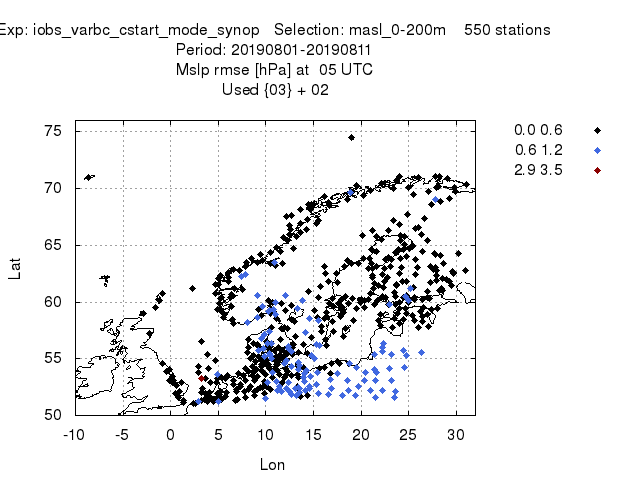 Exp: iobs_varbc_cstart_mode_synop   Selection: masl_0-200m    550 stations
Period: 20190801-20190811
Mslp rmse [hPa] at  05 UTC
Used {03} + 02
0.0 0.6
0.6 1.2
2.9 3.5
75
70
65
60
55
50
Lat
-10 -5 0 5 10 15 20 25 30
Lon